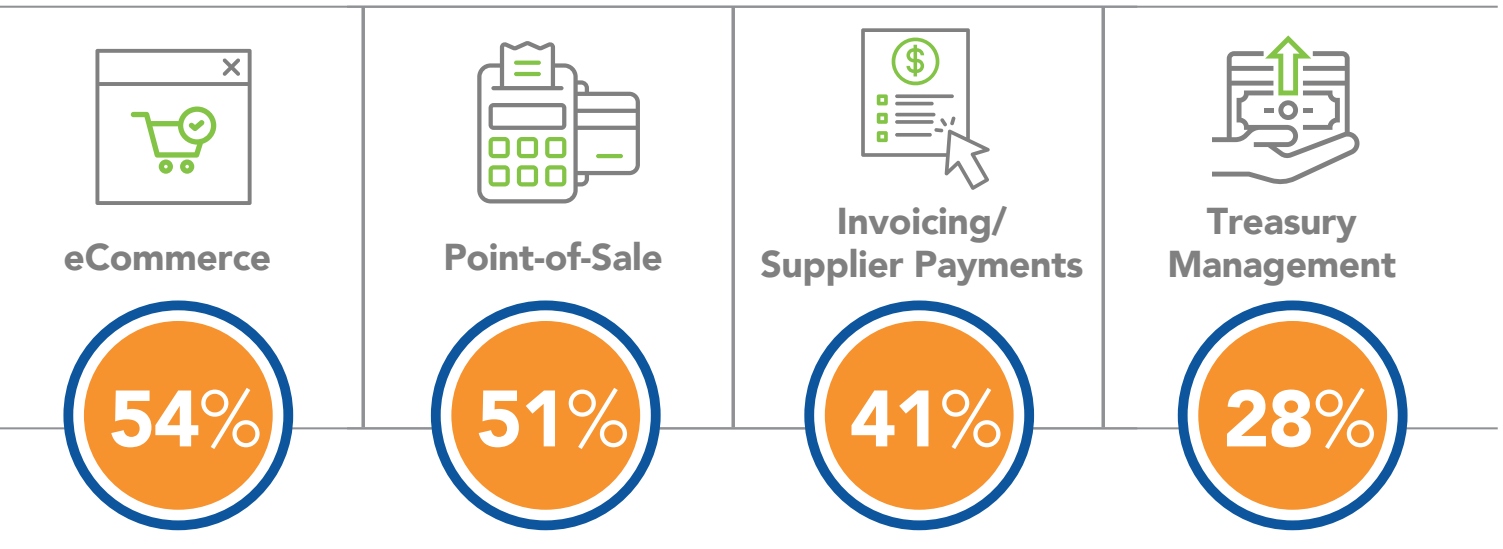 eCommerce
54%
Point-of-Sale
51%
$
Invoicing/
Supplier Payments
41%
Treasury
Management
28%